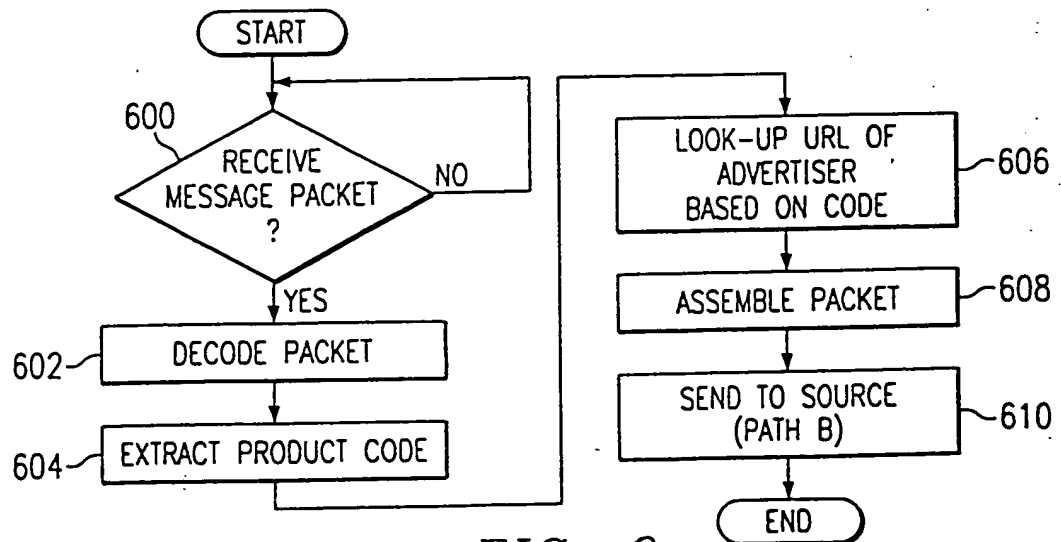 START
600
RECEIVE
MESSAGE PACKET
?
NO
YES
602
DECODE PACKET
604
EXTRACT PRODUCT CODE
LOOK-UP URL OF
ADVERTISER
BASED ON CODE
606
ASSEMBLE PACKET
608
SEND TO SOURCE
(PATH B)
610
END